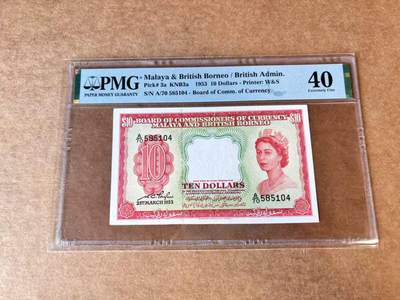 PMG
PAPER MONEY GUARANTY
Malaya & British Borneo / British Admin.
Pick# 3a KNB3a 1953 10 Dollars - Printer: W&S
S/N A/70 585104 - Board of Comm. of Currency
40
Extremely Fine
$10 BOARD OF COMMISSIONERS OF CURRENCY $10
MALAYA AND BRITISH BORNEO
A/70 585104
10
TEN DOLLARS
A/70 585104
21ST MARCH 1953